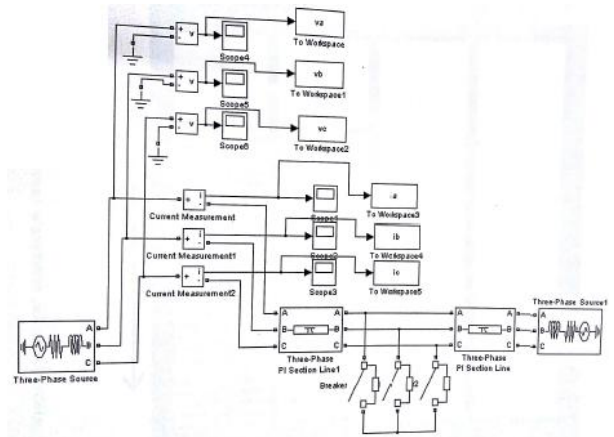 va
+
-
v
To Workspace
Scope4
vb
+
-
v
To Workspace1
Scope5
vc
+
-
v
To Workspace2
Scope6
+
i
-
ia
Current Measurement
Scope1
To Workspace3
+
i
-
ib
Current Measurement1
Scope2
To Workspace4
+
i
-
ic
Current Measurement2
Scope3
To Workspace5
Three-Phase Source1
A
B
C
Three-Phase Source
A A
B B
C C
Three-Phase
PI Section Line1
A A
B B
C C
Three-Phase
PI Section Line
A
B
C
Breaker